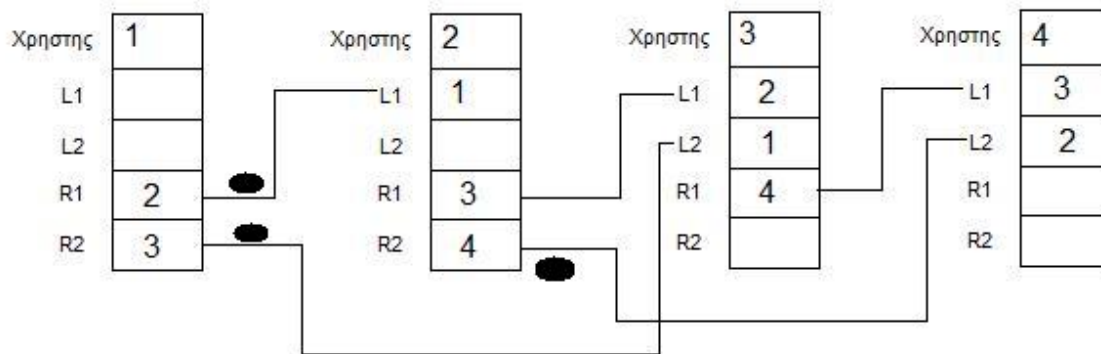 Χρηστης 1 Χρηστης 2 Χρηστης 3 Χρηστης 4
L1 L1 1 L1 2 L1 3
L2 L2 L2 1 L2 2
R1 2 R1 3 R1 4 R1
R2 3 R2 4 R2 R2